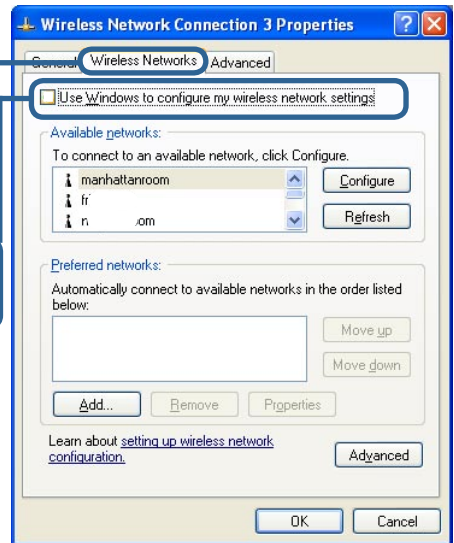 Wireless Network Connection 3 Properties
General Wireless Networks Advanced
Use Windows to configure my wireless network settings
Available networks:
To connect to an available network, click Configure.
manhattanroom
Configure
Refresh
Preferred networks:
Automatically connect to available networks in the order listed
below:
Move up
Move down
Add... Remove Properties
Learn about setting up wireless network
configuration.
Advanced
OK Cancel